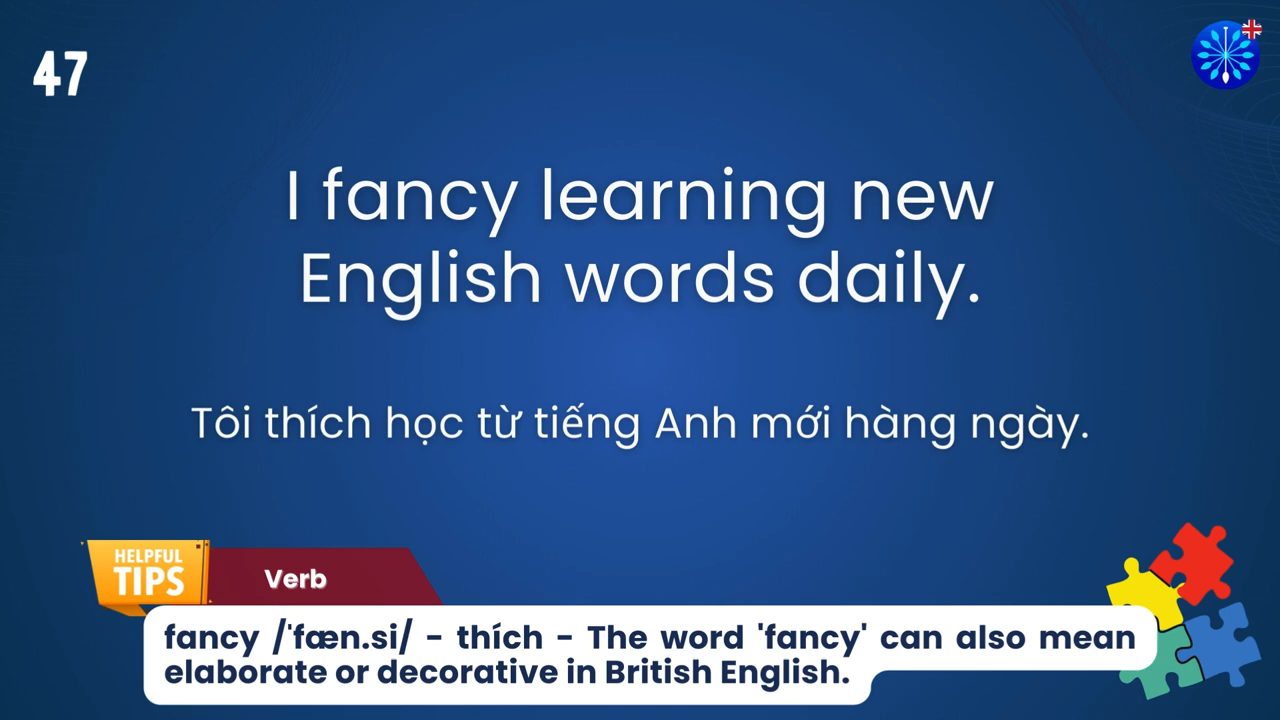 47
I fancy learning new
English words daily.
Tôi thích học từ tiếng Anh mới hàng ngày.
HELPFUL
TIPS
Verb
fancy /ˈfæn.si/ - thích - The word 'fancy' can also mean
elaborate or decorative in British English.